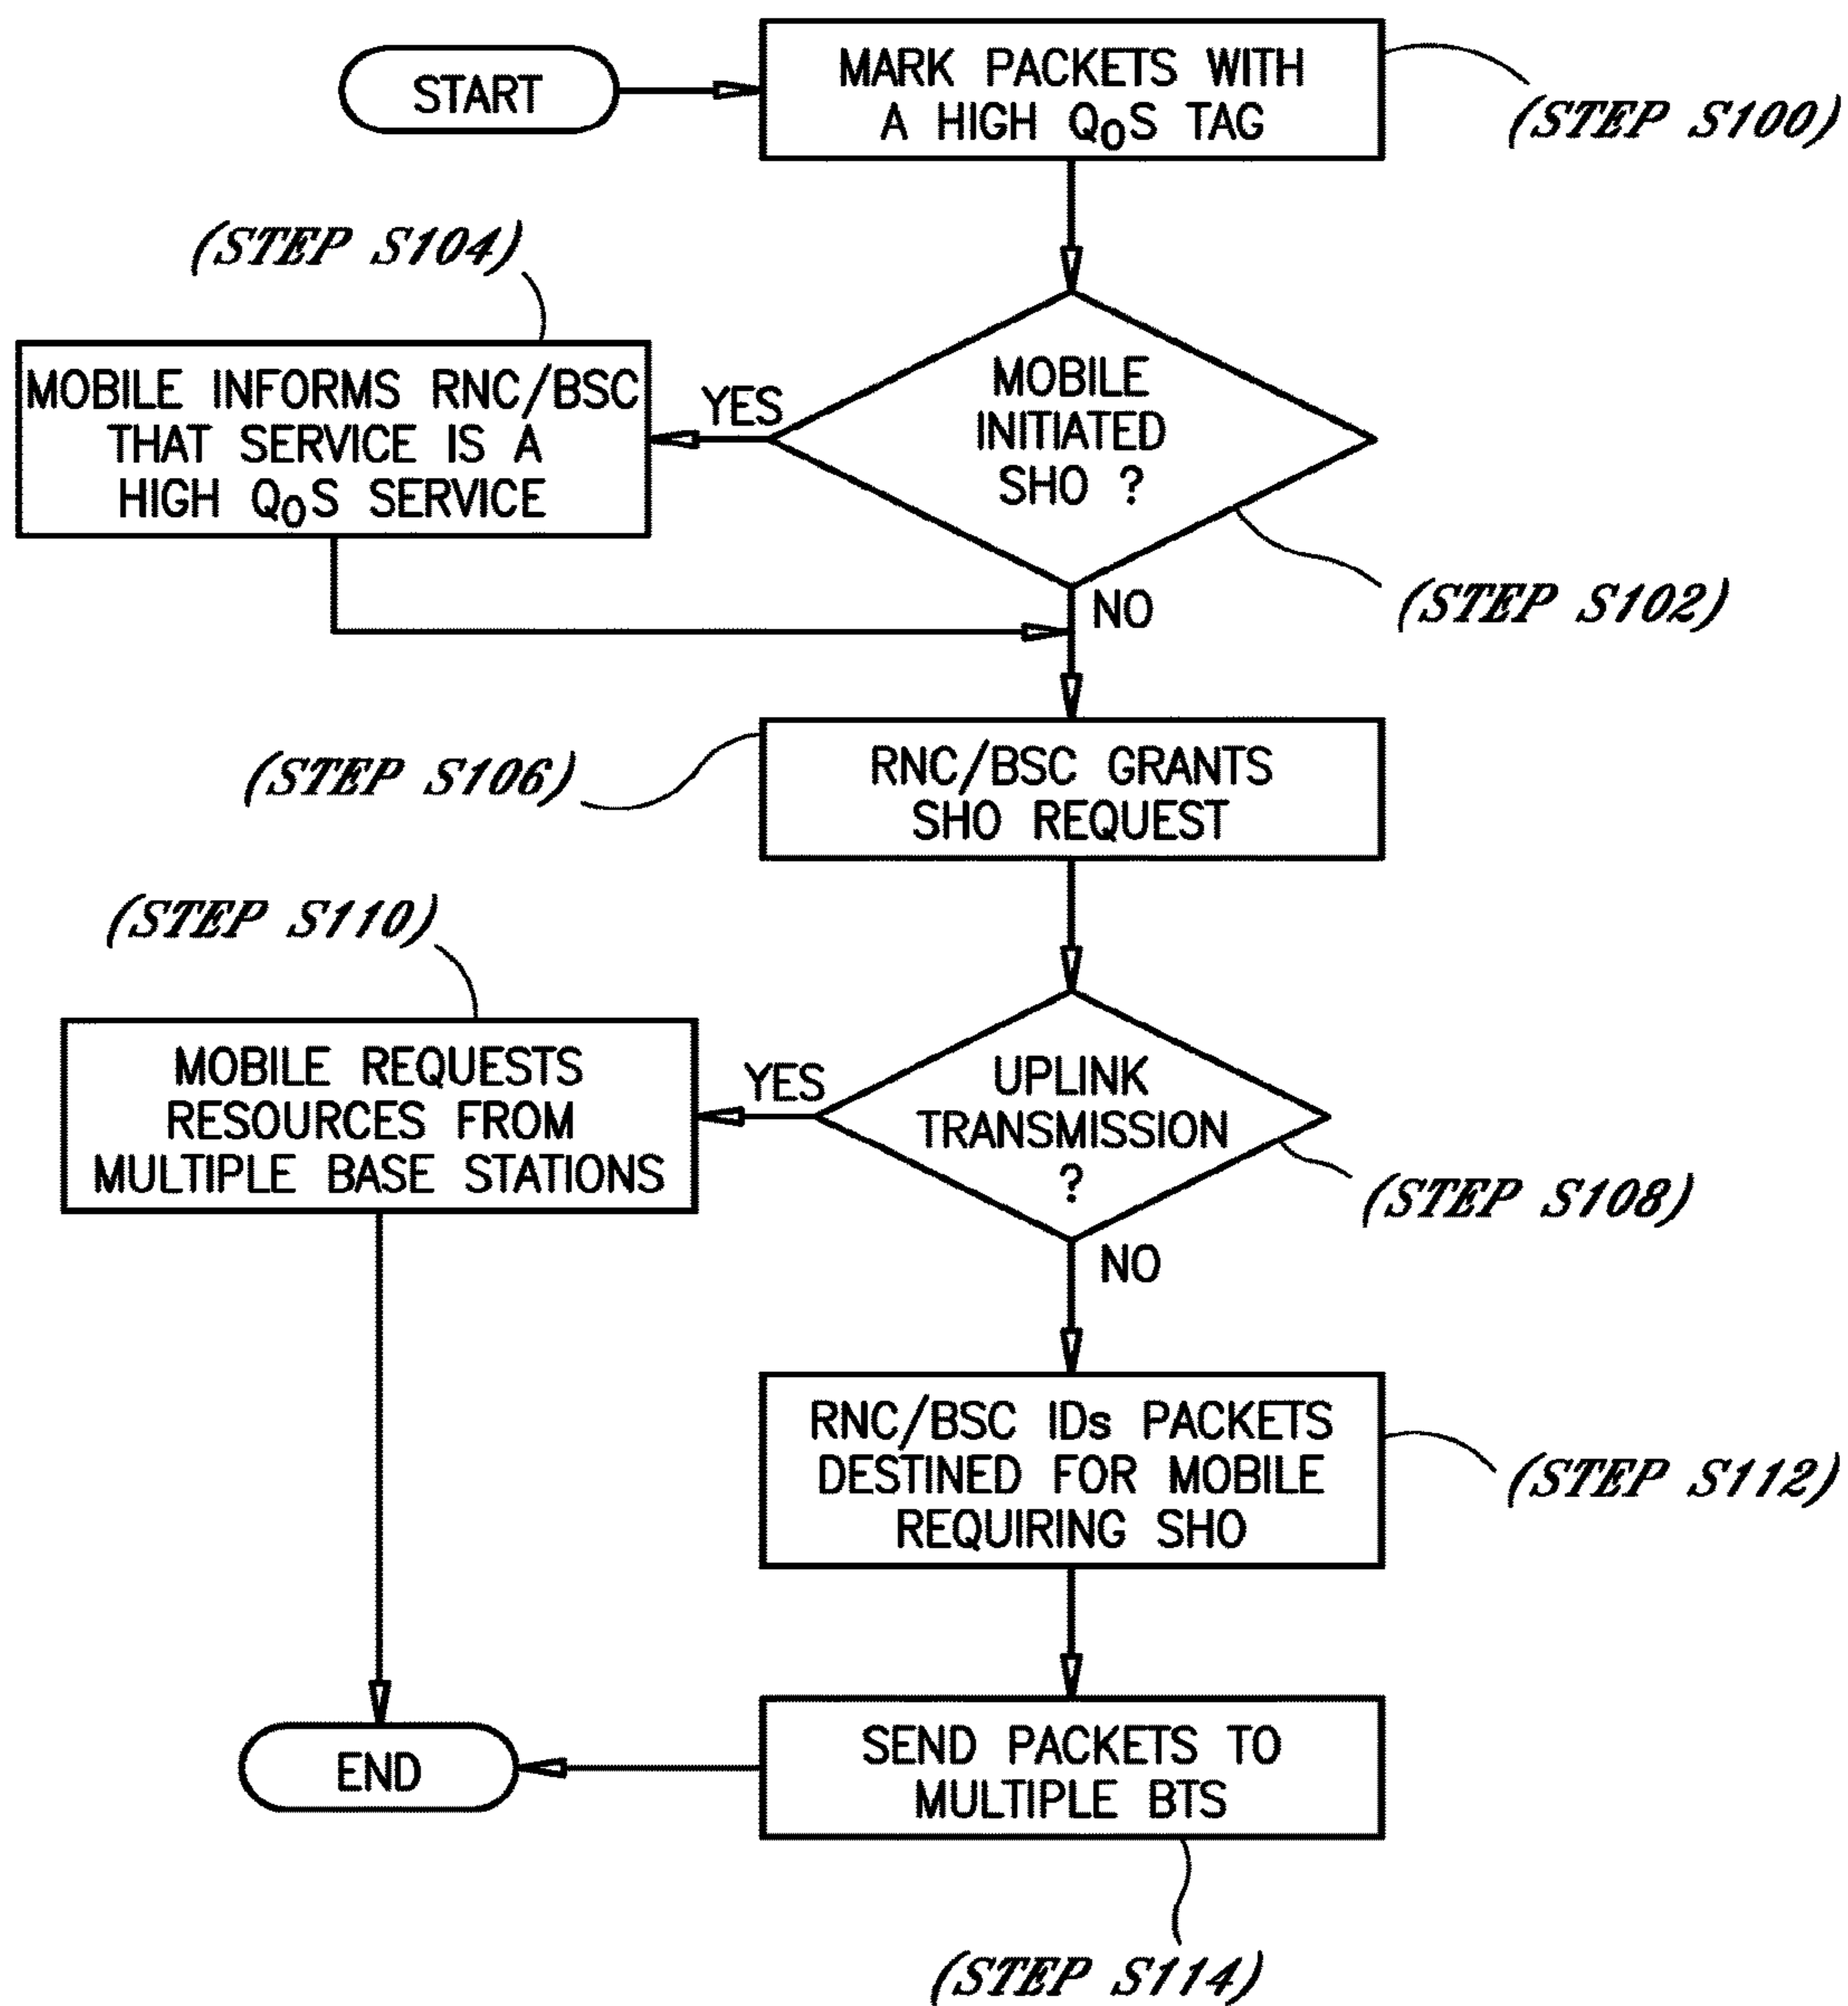 START
MARK PACKETS WITH
A HIGH QoS TAG
(STEP S100)
(STEP S104)
MOBILE INFORMS RNC/BSC
THAT SERVICE IS A
HIGH QoS SERVICE
YES
MOBILE
INITIATED
SHO ?
NO
(STEP S102)
(STEP S106)
RNC/BSC GRANTS
SHO REQUEST
(STEP S110)
MOBILE REQUESTS
RESOURCES FROM
MULTIPLE BASE STATIONS
YES
UPLINK
TRANSMISSION
?
(STEP S108)
NO
RNC/BSC IDs PACKETS
DESTINED FOR MOBILE
REQUIRING SHO
(STEP S112)
END
SEND PACKETS TO
MULTIPLE BTS
(STEP S114)